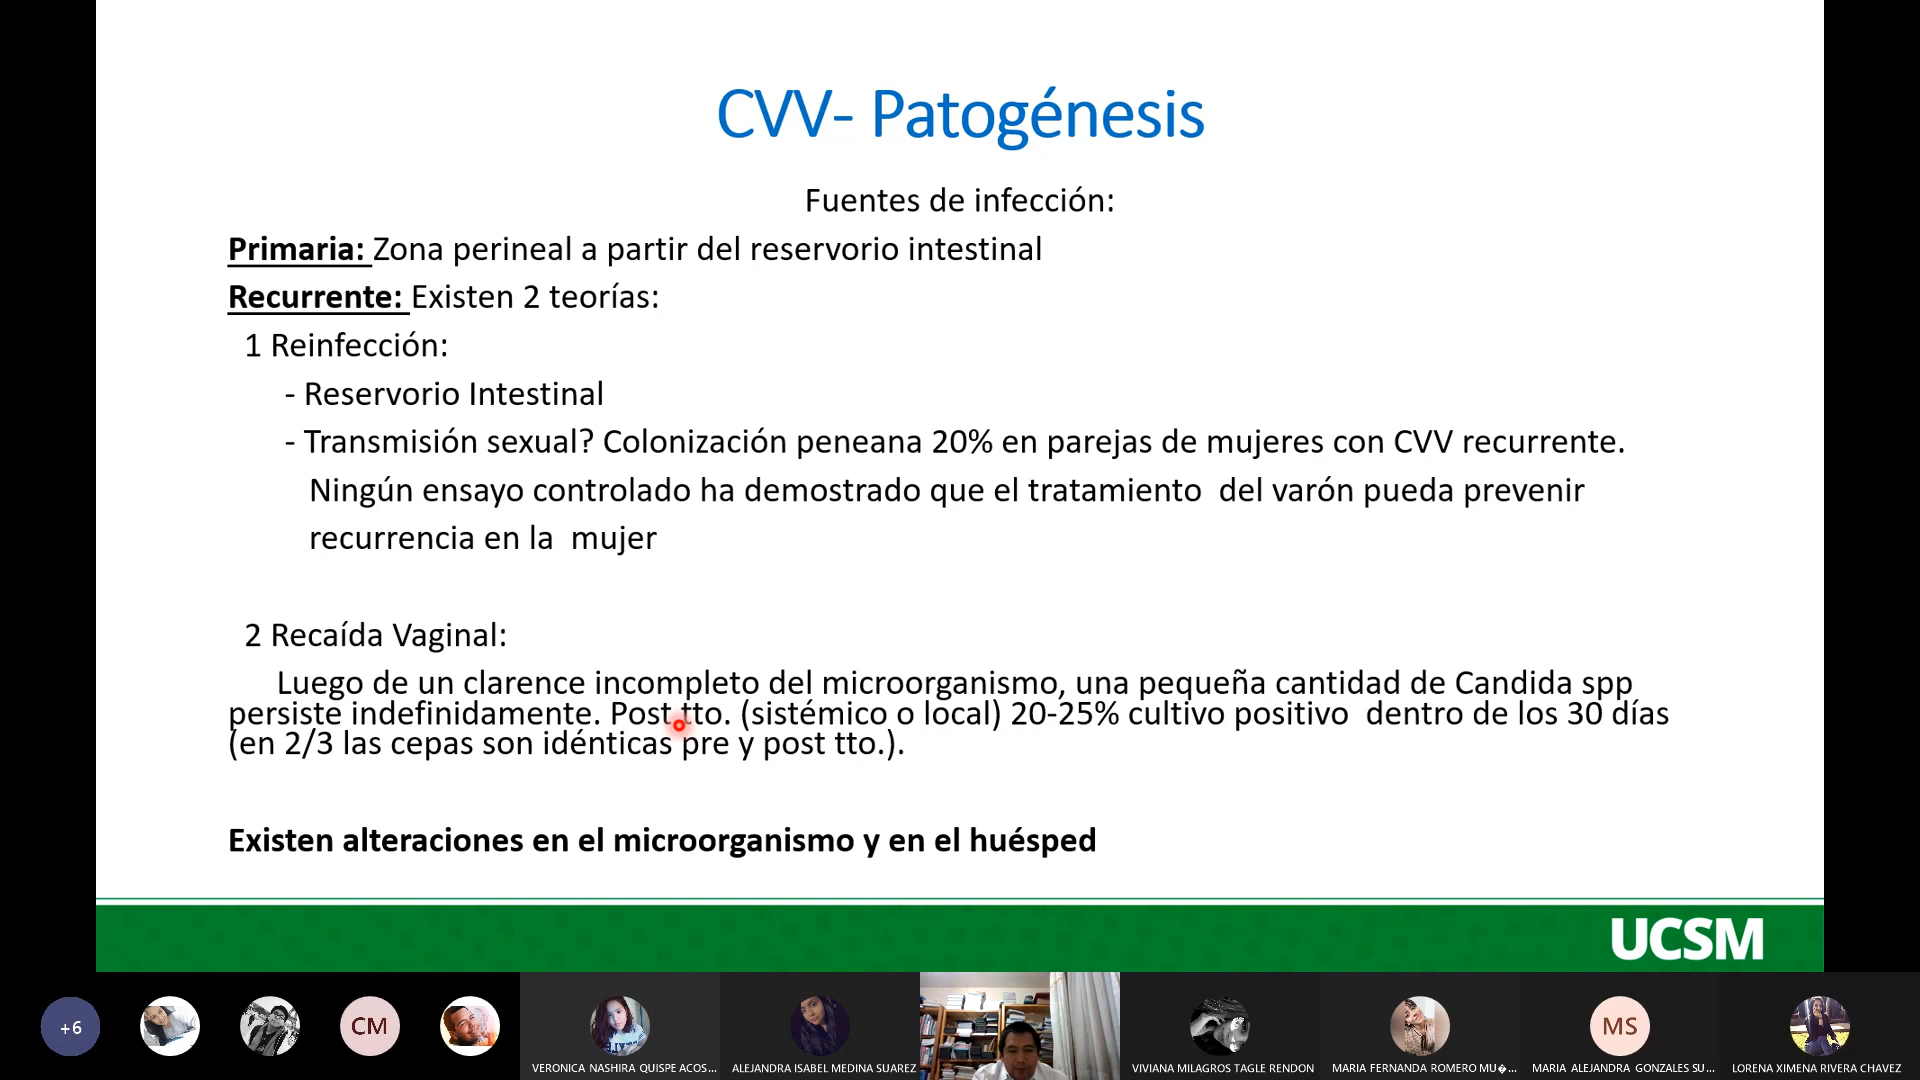 CVV- Patogénesis
Fuentes de infección:
Primaria: Zona perineal a partir del reservorio intestinal
Recurrente: Existen 2 teorías:
1 Reinfección:
- Reservorio Intestinal
- Transmisión sexual? Colonización peneana 20% en parejas de mujeres con CVV recurrente.
Ningún ensayo controlado ha demostrado que el tratamiento del varón pueda prevenir
recurrencia en la mujer
2 Recaída Vaginal:
Luego de un clarence incompleto del microorganismo, una pequeña cantidad de Candida spp
persiste indefinidamente. Post tto. (sistémico o local) 20-25% cultivo positivo dentro de los 30 días
(en 2/3 las cepas son idénticas pre y post tto.).
Existen alteraciones en el microorganismo y en el huésped
UCSM
+6
CM
MS
VERONICA NASHIRA QUISPE ACOS...
ALEJANDRA ISABEL MEDINA SUAREZ
VIVIANA MILAGROS TAGLE RENDON
MARIA FERNANDA ROMERO MU�...
MARIA ALEJANDRA GONZALES SU...
LORENA XIMENA RIVERA CHAVEZ